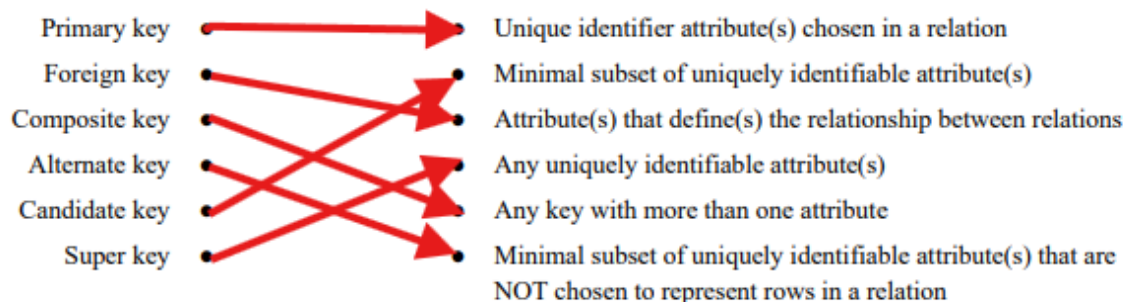 Primary key Unique identifier attribute(s) chosen in a relation
Foreign key Minimal subset of uniquely identifiable attribute(s)
Composite key Attribute(s) that define(s) the relationship between relations
Alternate key Any uniquely identifiable attribute(s)
Candidate key Any key with more than one attribute
Super key Minimal subset of uniquely identifiable attribute(s) that are
NOT chosen to represent rows in a relation